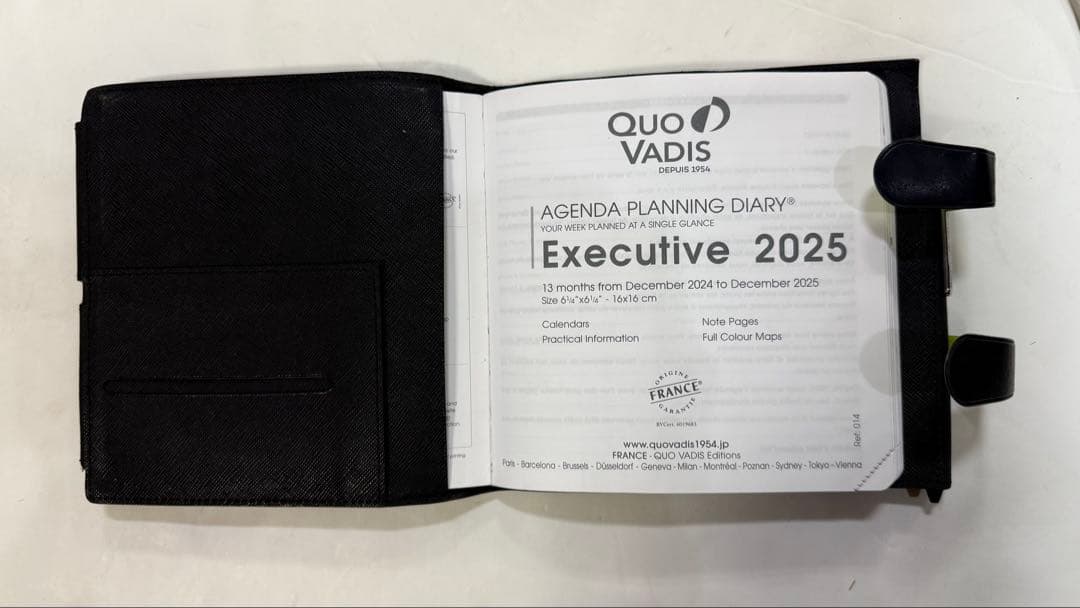 QUO
VADIS
DEPUIS 1954
AGENDA PLANNING DIARY®
YOUR WEEK PLANNED AT A SINGLE GLANCE
Executive 2025
13 months from December 2024 to December 2025
Size 6¼"x6¼" - 16x16 cm
Calendars
Practical Information
Note Pages
Full Colour Maps
ORIGINE
FRANCE®
GARANTIE
www.quovadis1954.jp
FRANCE - QUO VADIS Editions
Paris - Barcelona - Brussels - Düsseldorf - Geneva - Milan - Montréal - Poznan - Sydney - Tokyo - Vienna
Ref: 014